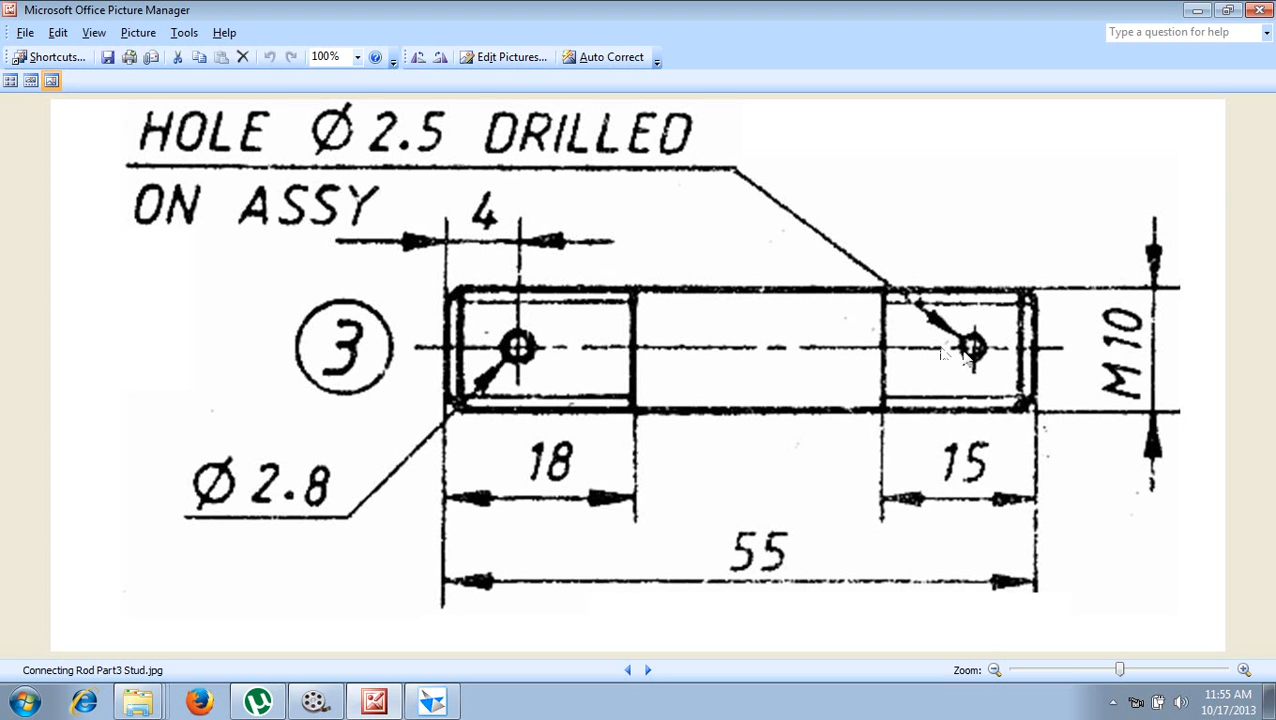 Microsoft Office Picture Manager
File Edit View Picture Tools Help
Type a question for help
Shortcuts... 100% Edit Pictures... Auto Correct
HOLE Ø 2.5 DRILLED
ON ASSY
4
3
M10
Ø 2.8
18
15
55
Connecting Rod Part3 Stud.jpg
Zoom:
11:55 AM
10/17/2013